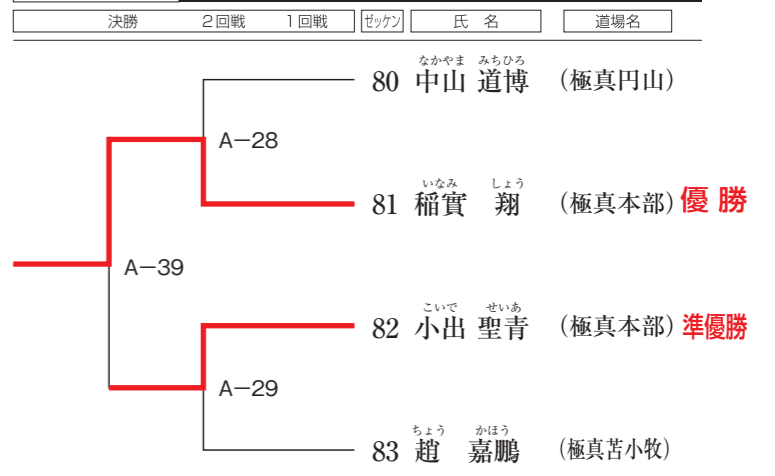 決勝 2回戦 1回戦 ゼッケン 氏 名 道場名
なかやま みちひろ
80 中山 道博 (極真円山)
A－28
いなみ しょう
81 稲實 翔 (極真本部) 優 勝
A－39
こいで せいあ
82 小出 聖青 (極真本部) 準優勝
A－29
ちょう かほう
83 趙 嘉鵬 (極真苫小牧)